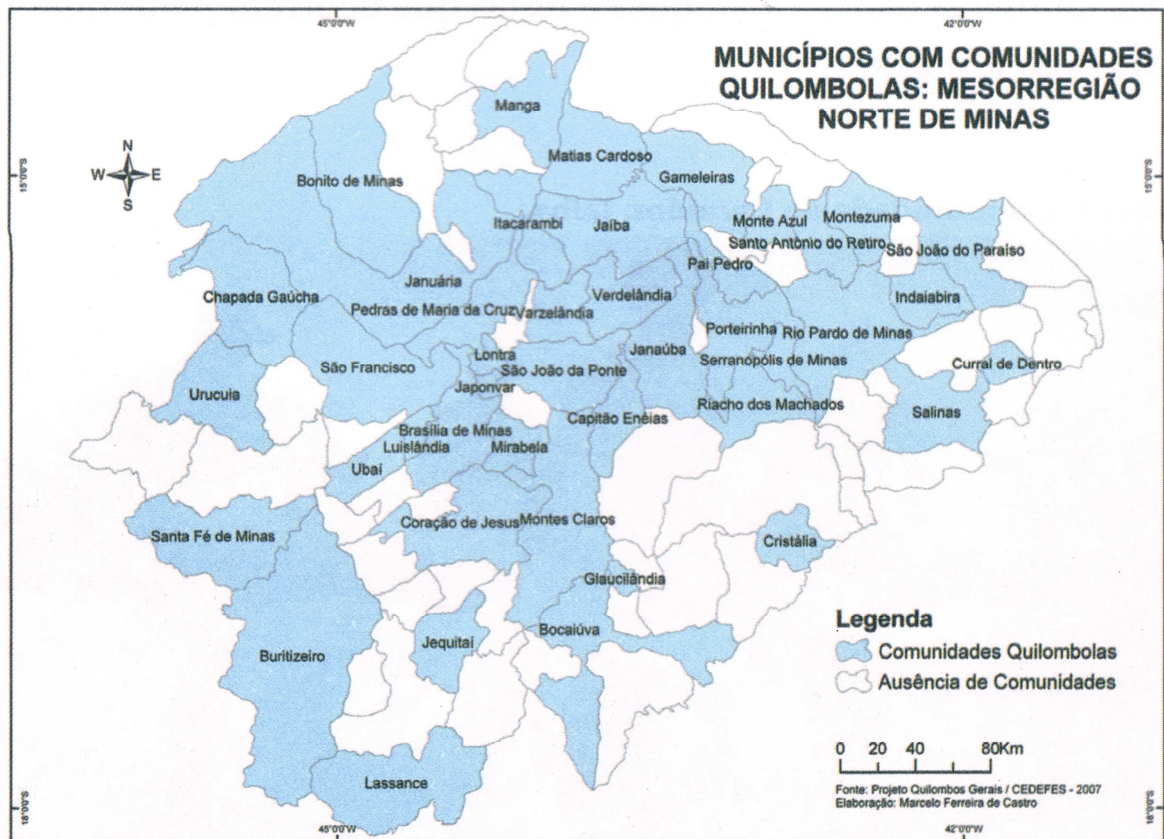 45°0'0"W
42°0'0"W
MUNICÍPIOS COM COMUNIDADES
QUILOMBOLAS: MESORREGIÃO
NORTE DE MINAS
N
W E
S
15°0'0"S
15°0'0"S
Manga
Matias Cardoso
Gameleiras
Bonito de Minas
Itacarambi
Jaíba
Monte Azul
Montezuma
Santo Antônio do Retiro
São João do Paraíso
Pai Pedro
Januária
Chapada Gaúcha
Verdelândia
Indaiabira
Pedras de Maria da Cruz
Varzelândia
Porteirinha
Rio Pardo de Minas
Lontra
Janaúba
São Francisco
São João da Ponte
Serranópolis de Minas
Curral de Dentro
Urucuia
Japonvar
Riacho dos Machados
Salinas
Capitão Enéias
Brasília de Minas
Luislândia
Mirabela
Ubaí
Coração de Jesus
Montes Claros
Santa Fé de Minas
Cristália
Glaucilândia
Bocaiúva
Jequitaí
Buritizeiro
Lassance
Legenda
Comunidades Quilombolas
Ausência de Comunidades
0 20 40 80Km
Fonte: Projeto Quilombos Gerais / CEDEFES - 2007
Elaboração: Marcelo Ferreira de Castro
18°0'0"S
18°0'0"S
45°0'0"W
42°0'0"W